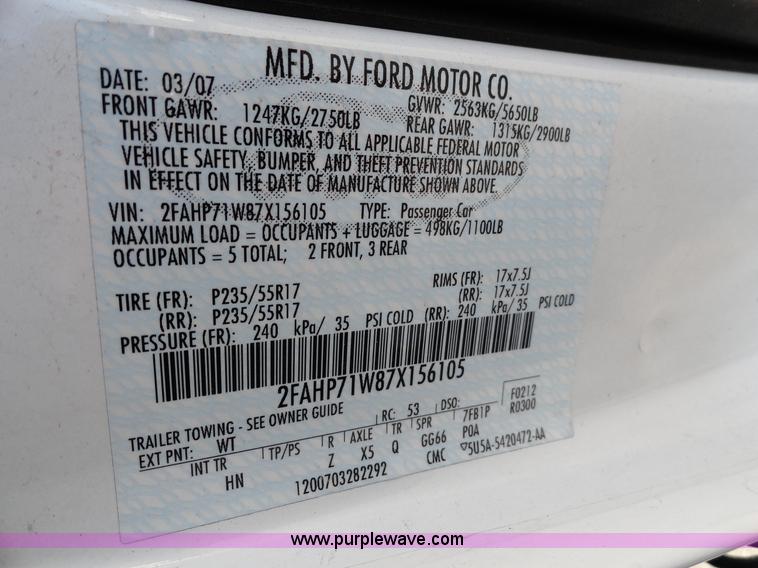 MFD. BY FORD MOTOR CO.
DATE: 03/07 GVWR: 2563KG/5650LB
FRONT GAWR: 1247KG/2750LB REAR GAWR: 1315KG/2900LB
THIS VEHICLE CONFORMS TO ALL APPLICABLE FEDERAL MOTOR
VEHICLE SAFETY, BUMPER, AND THEFT PREVENTION STANDARDS
IN EFFECT ON THE DATE OF MANUFACTURE SHOWN ABOVE.
VIN: 2FAHP71W87X156105 TYPE: Passenger Car
MAXIMUM LOAD = OCCUPANTS + LUGGAGE = 498KG/1100LB
OCCUPANTS = 5 TOTAL; 2 FRONT, 3 REAR
TIRE (FR): P235/55R17 RIMS (FR): 17x7.5J
(RR): P235/55R17 (RR): 17x7.5J
PRESSURE (FR): 240 kPa/ 35 PSI COLD (RR): 240 kPa/ 35 PSI COLD
2FAHP71W87X156105
TRAILER TOWING - SEE OWNER GUIDE RC: 53 DSO: F0212
EXT PNT: WT TP/PS R AXLE TR SPR 7FB1P R0300
INT TR Z X5 Q GG66 POA
HN 1200703282292 CMC 5U5A-5420472-AA
www.purplewave.com